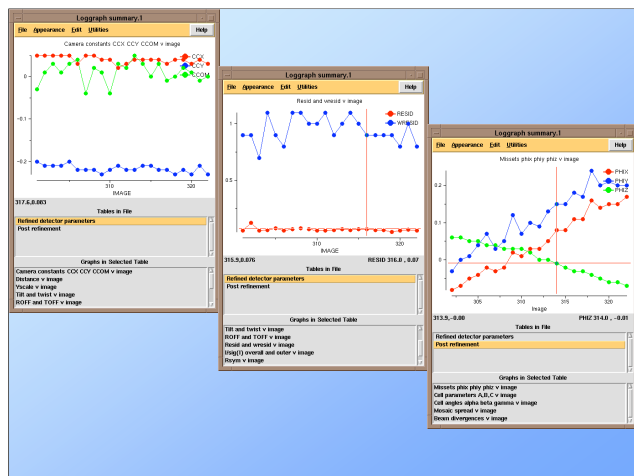 Loggraph summary.1
File Appearance Edit Utilities Help
Camera constants CCX CCY CCOM v image
CCX
CCY
CCOM
0
-0.1
-0.2
310
320
IMAGE
317.6,0.063
Tables in File
Refined detector parameters
Post refinement
Graphs in Selected Table
Camera constants CCX CCY CCOM v image
Distance v image
Yscale v image
Tilt and twist v image
ROFF and TOFF v image
Loggraph summary.1
File Appearance Edit Utilities Help
Resid and wresid v image
RESID
WRESID
1
0.5
310
320
IMAGE
315.9,0.076 RESID 316.0 , 0.07
Tables in File
Refined detector parameters
Post refinement
Graphs in Selected Table
Tilt and twist v image
ROFF and TOFF v image
Resid and wresid v image
I/sig(I) overall and outer v image
Rsym v image
Loggraph summary.1
File Appearance Edit Utilities Help
Missets phix phiy phiz v image
PHIX
PHIY
PHIZ
0.2
0.1
0
305 310 315 320
Image
313.9,-0.00 PHIZ 314.0 , -0.01
Tables in File
Refined detector parameters
Post refinement
Graphs in Selected Table
Missets phix phiy phiz v image
Cell parameters A,B,C v image
Cell angles alpha beta gamma v image
Mosaic spread v image
Beam divergences v image